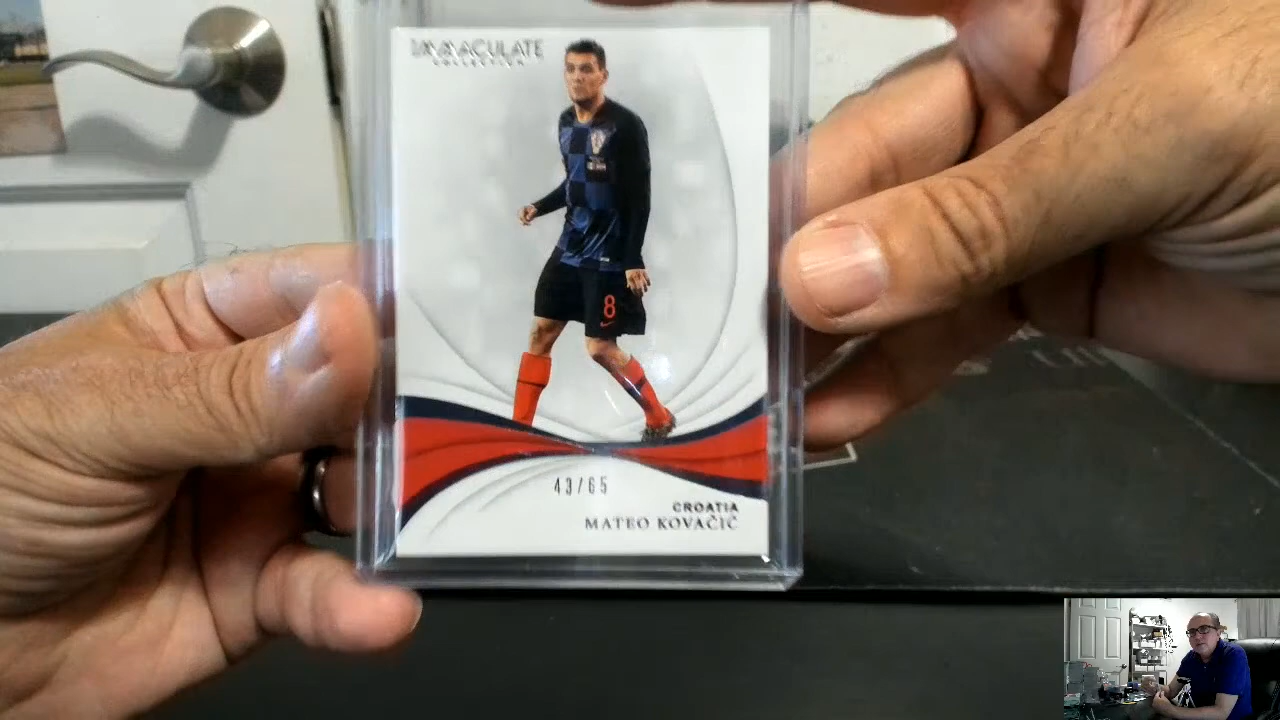 IMMACULATE
COLLECTION
8
43/65
CROATIA
MATEO KOVAČIĆ